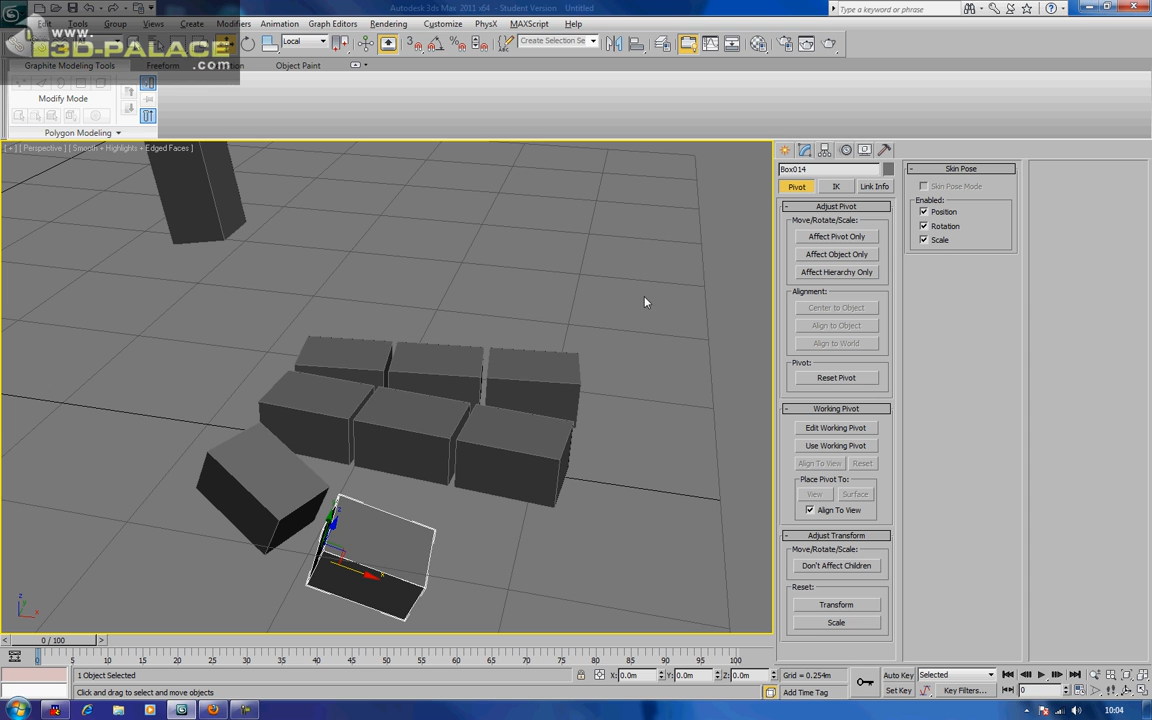 Autodesk 3ds Max 2011 x64 - Student Version Untitled
Edit Tools Group Views Create Modifiers Animation Graph Editors Rendering Customize PhysX MAXScript Help
Type a keyword or phrase
www.
3D-PALACE
.com
Local
Create Selection Se
Graphite Modeling Tools Freeform Object Paint
Modify Mode
Polygon Modeling
[ + ] [ Perspective ] [ Smooth + Highlights + Edged Faces ]
Box014
Pivot IK Link Info
Adjust Pivot
Move/Rotate/Scale:
Affect Pivot Only
Affect Object Only
Affect Hierarchy Only
Alignment:
Center to Object
Align to Object
Align to World
Pivot:
Reset Pivot
Working Pivot
Edit Working Pivot
Use Working Pivot
Align To View Reset
Place Pivot To:
View Surface
Align To View
Adjust Transform
Move/Rotate/Scale:
Don't Affect Children
Reset:
Transform
Scale
Skin Pose
Skin Pose Mode
Enabled:
Position
Rotation
Scale
z
y
x
0 / 100
0 5 10 15 20 25 30 35 40 45 50 55 60 65 70 75 80 85 90 95 100
1 Object Selected X: 0.0m Y: 0.0m Z: 0.0m Grid = 0.254m Auto Key Selected
Click and drag to select and move objects Add Time Tag Set Key Key Filters... 0
10:04